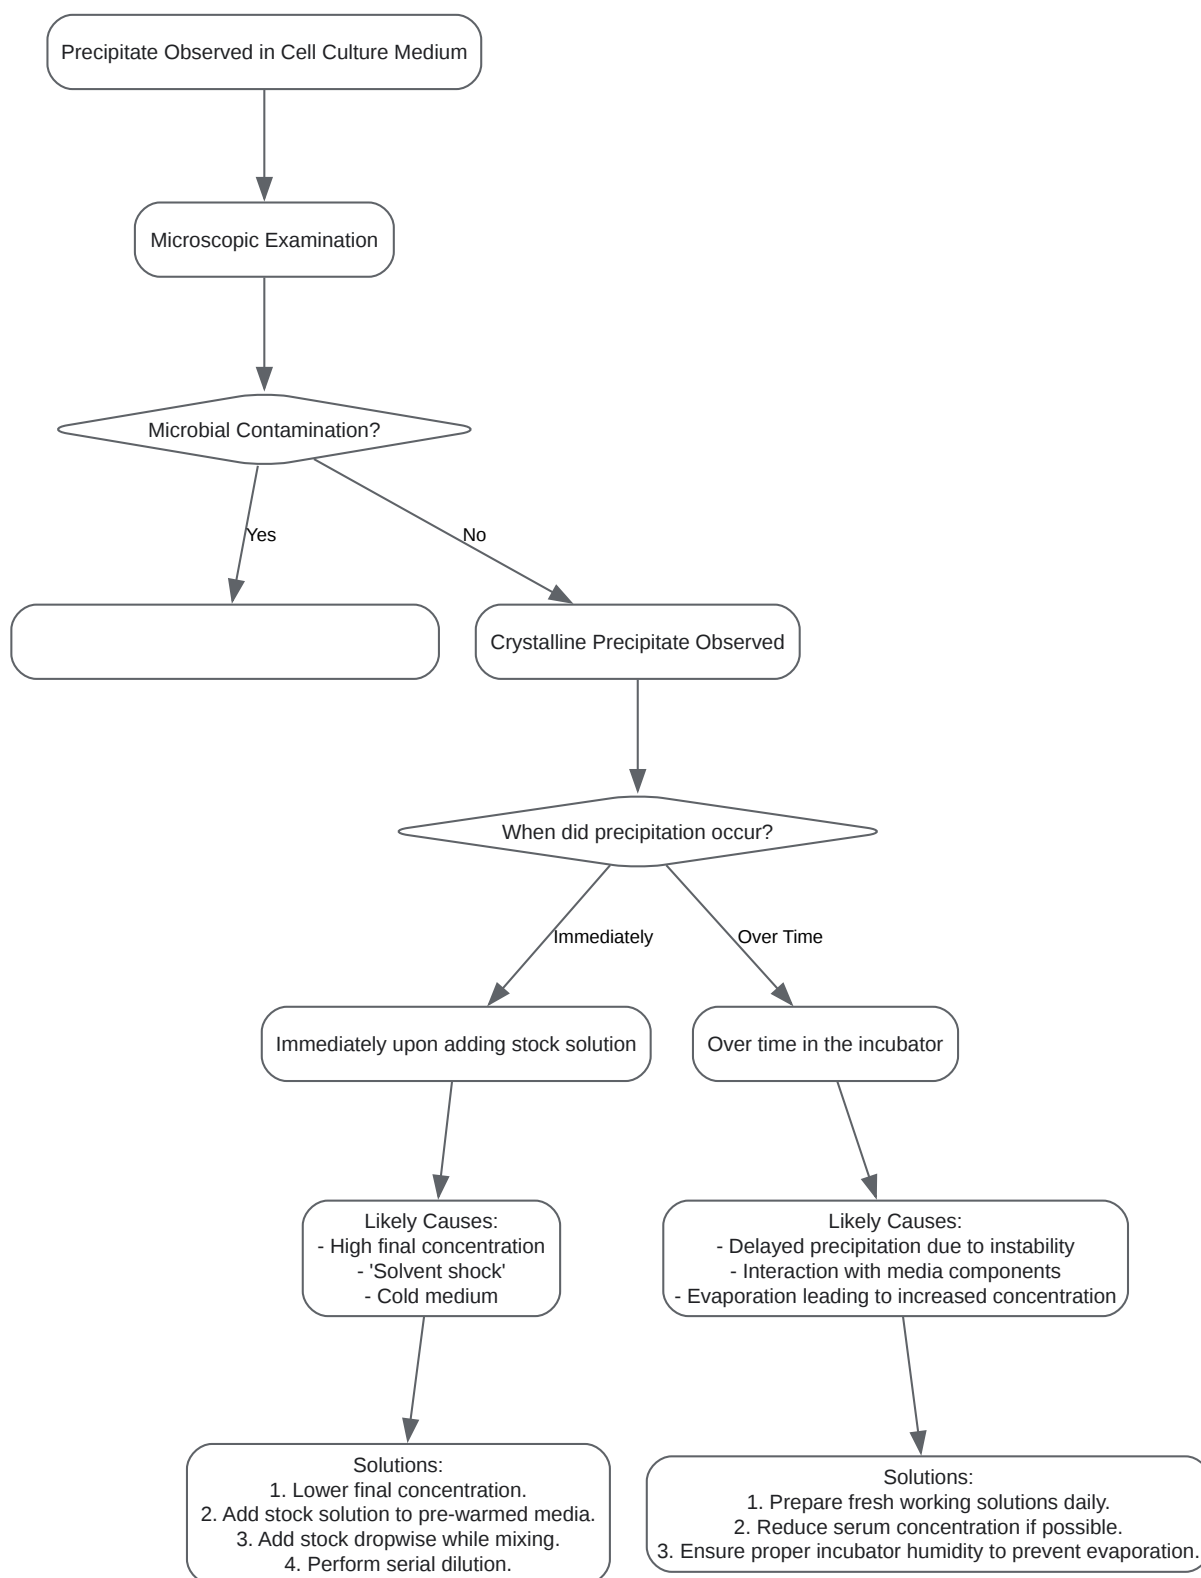 Precipitate Observed in Cell Culture Medium
Microscopic Examination
Microbial Contamination?
Yes
No
Crystalline Precipitate Observed
When did precipitation occur?
Immediately
Over Time
Immediately upon adding stock solution
Over time in the incubator
Likely Causes:
- High final concentration
- 'Solvent shock'
- Cold medium
Likely Causes:
- Delayed precipitation due to instability
- Interaction with media components
- Evaporation leading to increased concentration
Solutions:
1. Lower final concentration.
2. Add stock solution to pre-warmed media.
3. Add stock dropwise while mixing.
4. Perform serial dilution.
Solutions:
1. Prepare fresh working solutions daily.
2. Reduce serum concentration if possible.
3. Ensure proper incubator humidity to prevent evaporation.